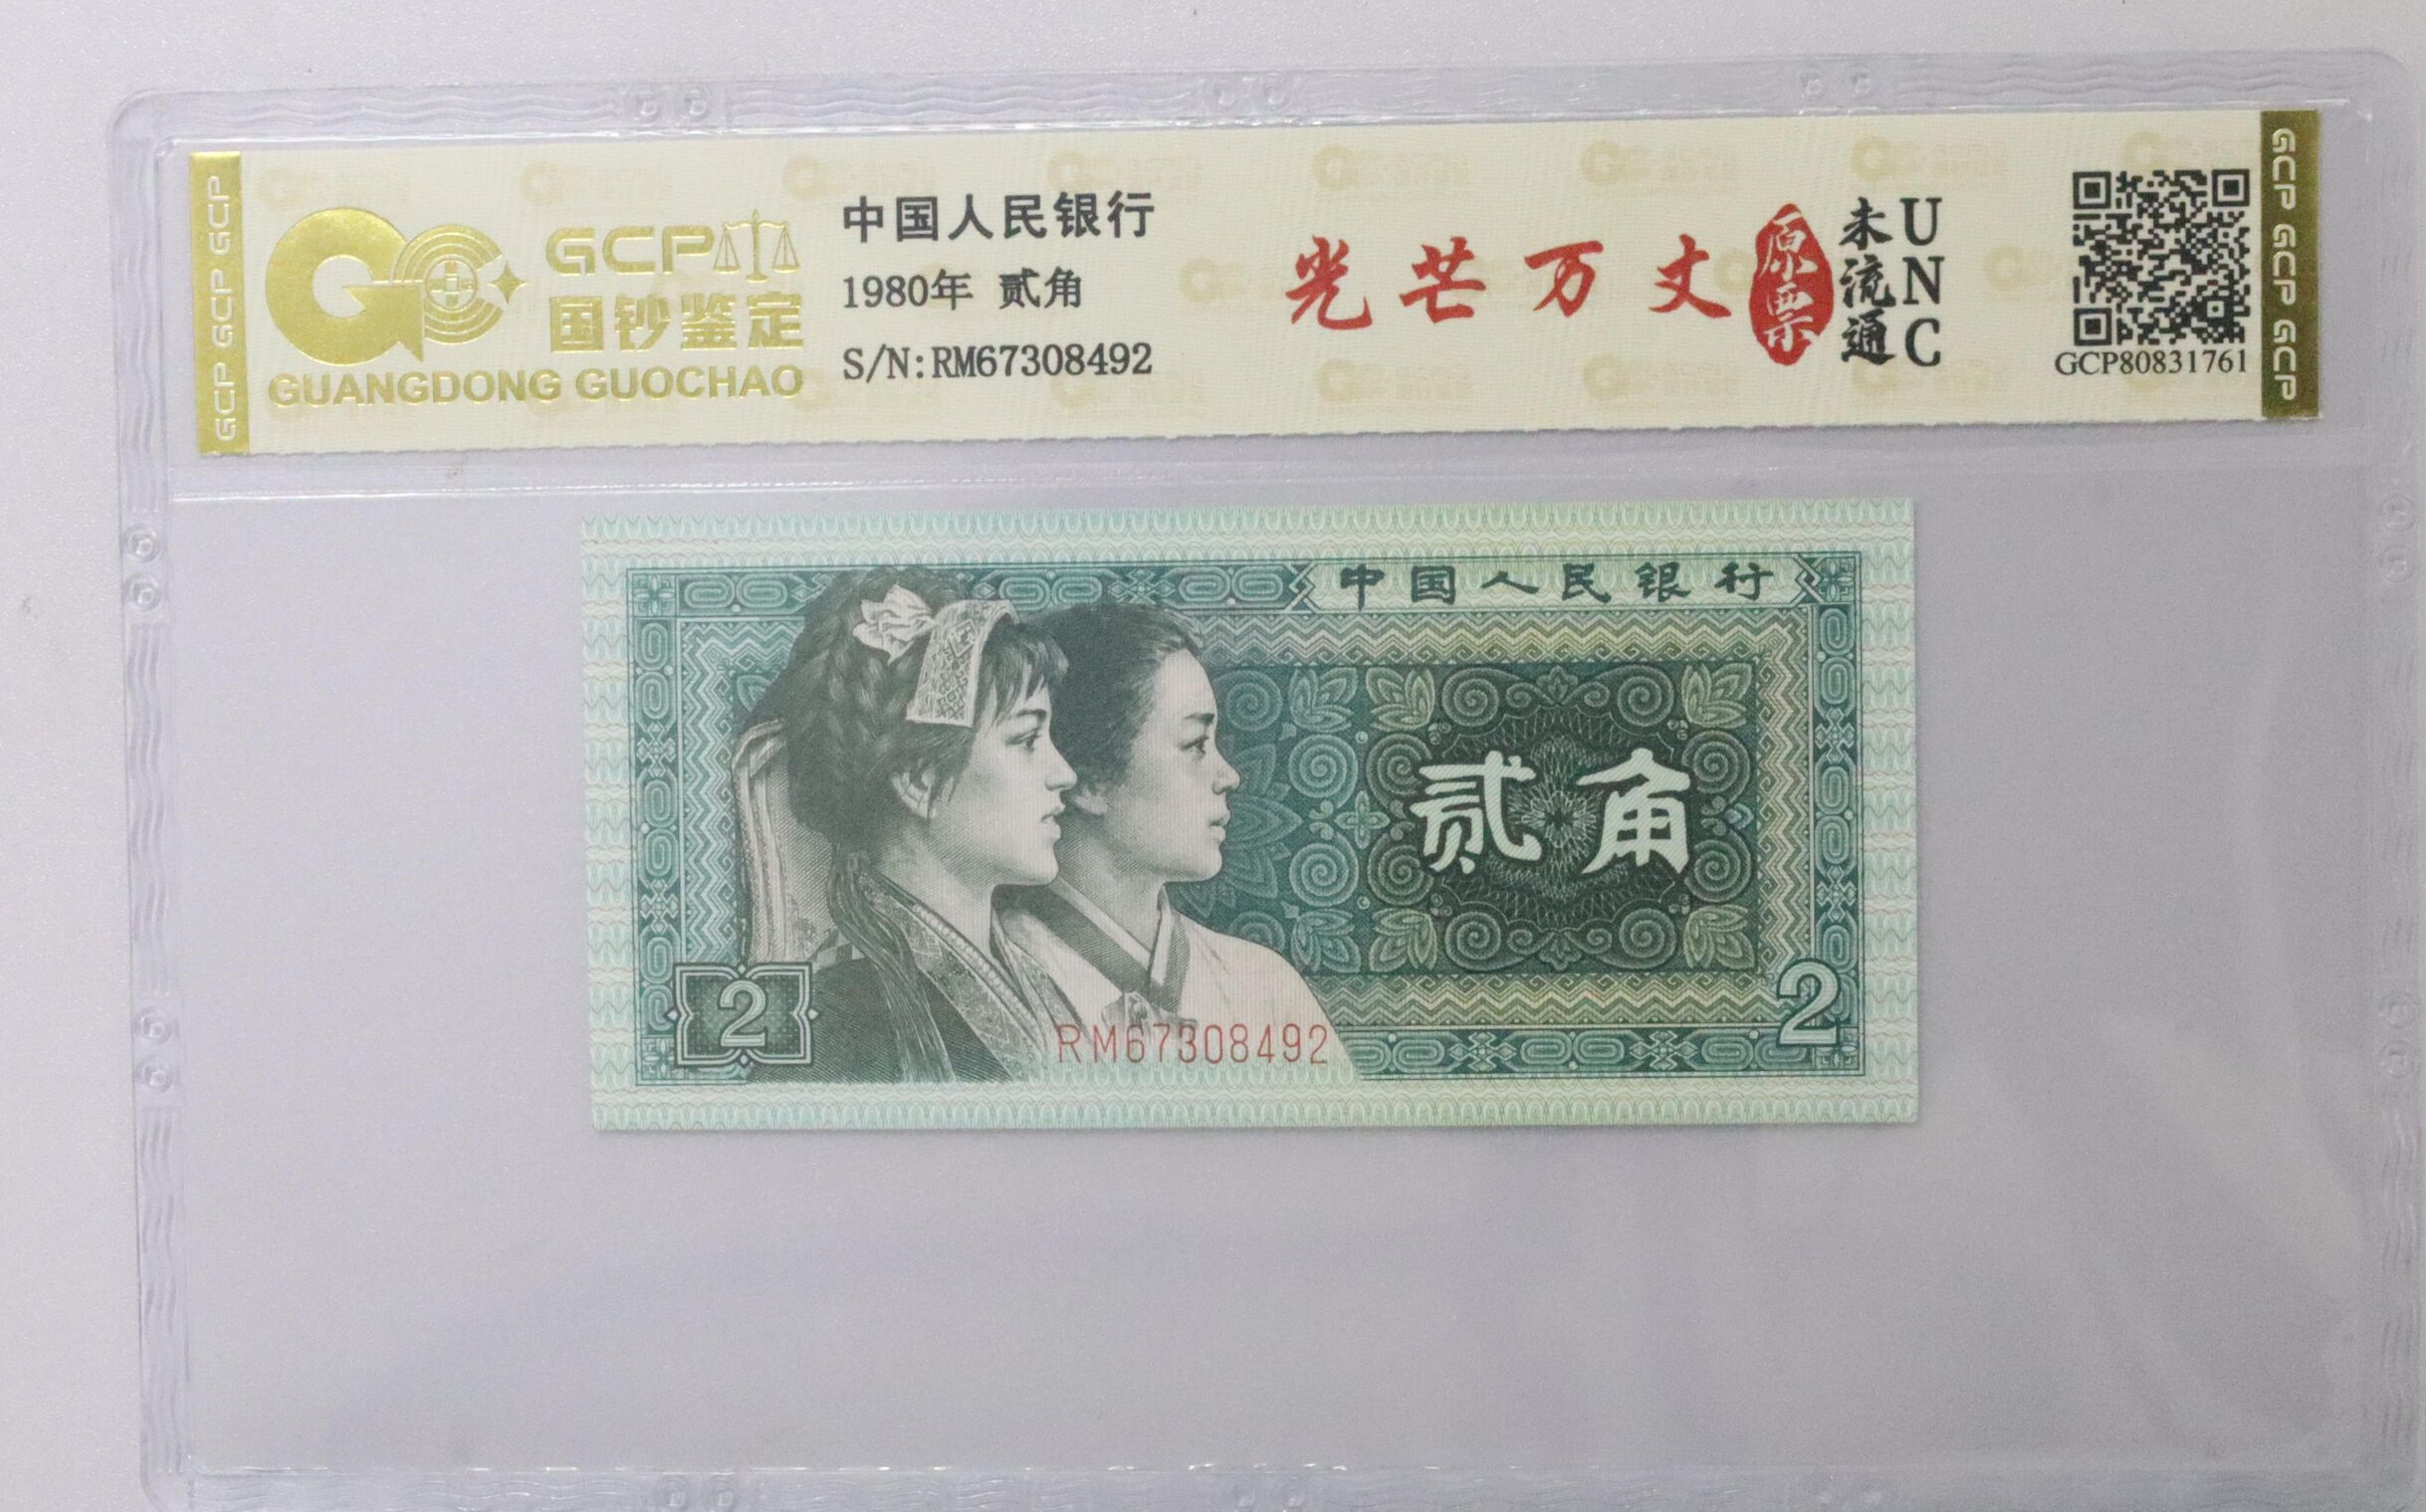 GCP GCP GCP
GCP
国钞鉴定
GUANGDONG GUOCHAO
中国人民银行
1980年 贰角
S/N:RM67308492
光芒万丈
原票
未流通
UNC
GCP80831761
GCP GCP GCP
中国人民银行
贰角
2
2
RM67308492